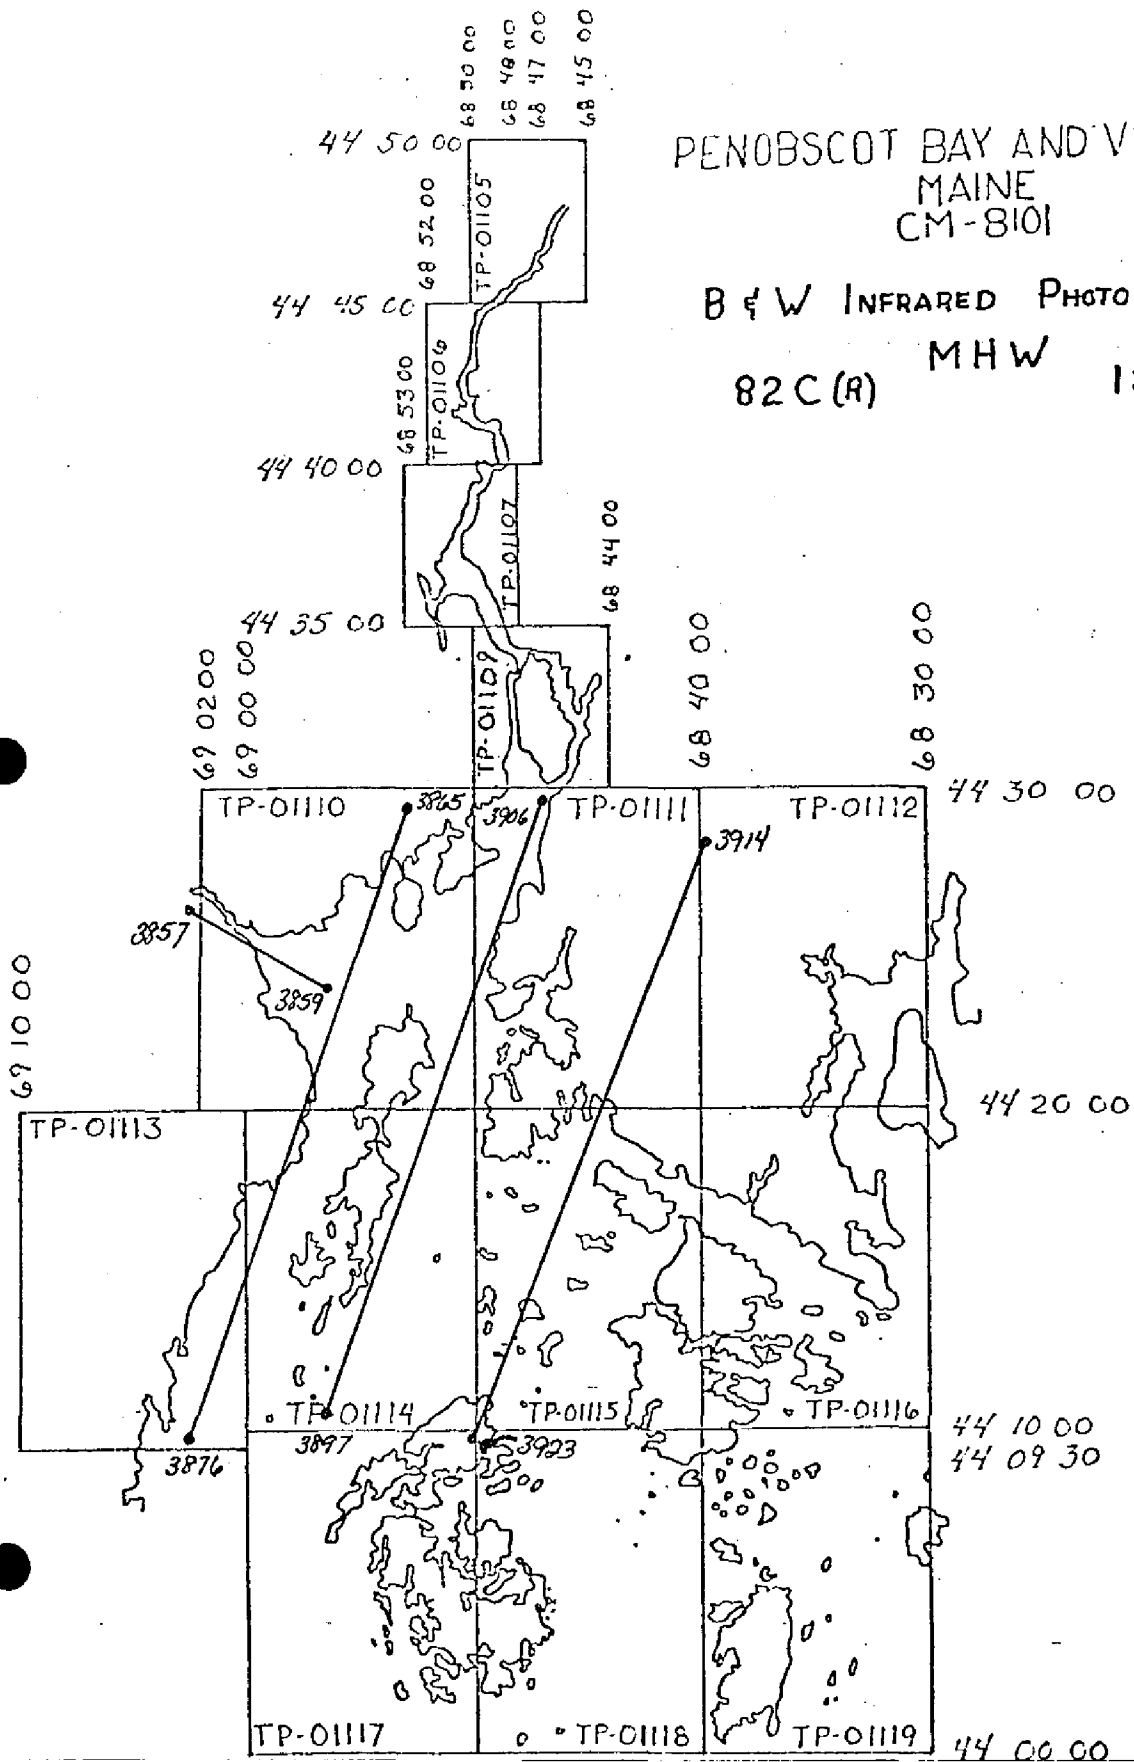 68 50 00
68 48 00
68 47 00
68 45 00
44 50 00
PENOBSCOT BAY AND V
MAINE
CM-8101
68 52 00
TP-01105
44 45 00
B & W INFRARED PHOTO
MHW
82C(R)
68 53 00
TP-01106
44 40 00
TP-01107
68 44 00
44 35 00
69 02 00
69 00 00
TP-01109
68 40 00
68 30 00
44 30 00
TP-01110
3865
3906
TP-01111
TP-01112
3914
3857
3859
69 10 00
44 20 00
TP-01113
TP-01114
TP-01115
TP-01116
44 10 00
3897
3923
44 09 30
3876
TP-01117
TP-01118
TP-01119
44 00 00